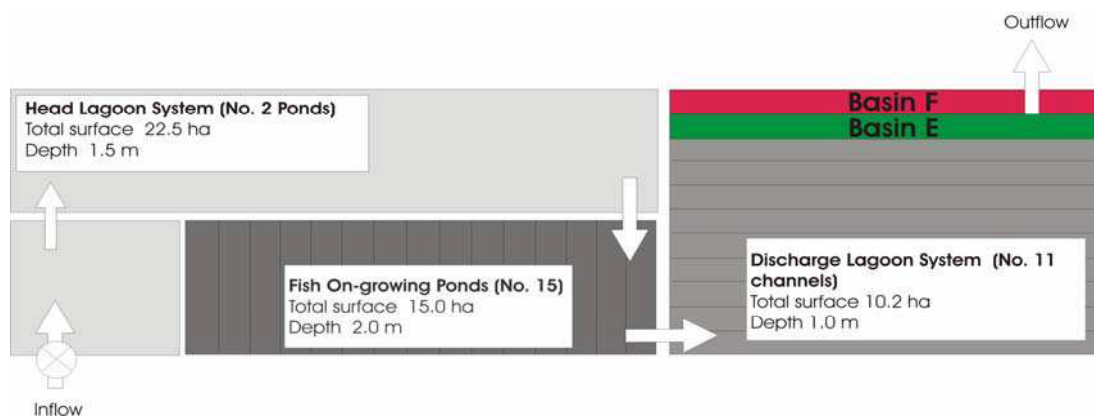 Outflow
Head Lagoon System (No. 2 Ponds)
Total surface 22.5 ha
Depth 1.5 m
Basin F
Basin E
Fish On-growing Ponds (No. 15)
Total surface 15.0 ha
Depth 2.0 m
Discharge Lagoon System (No. 11
channels)
Total surface 10.2 ha
Depth 1.0 m
Inflow